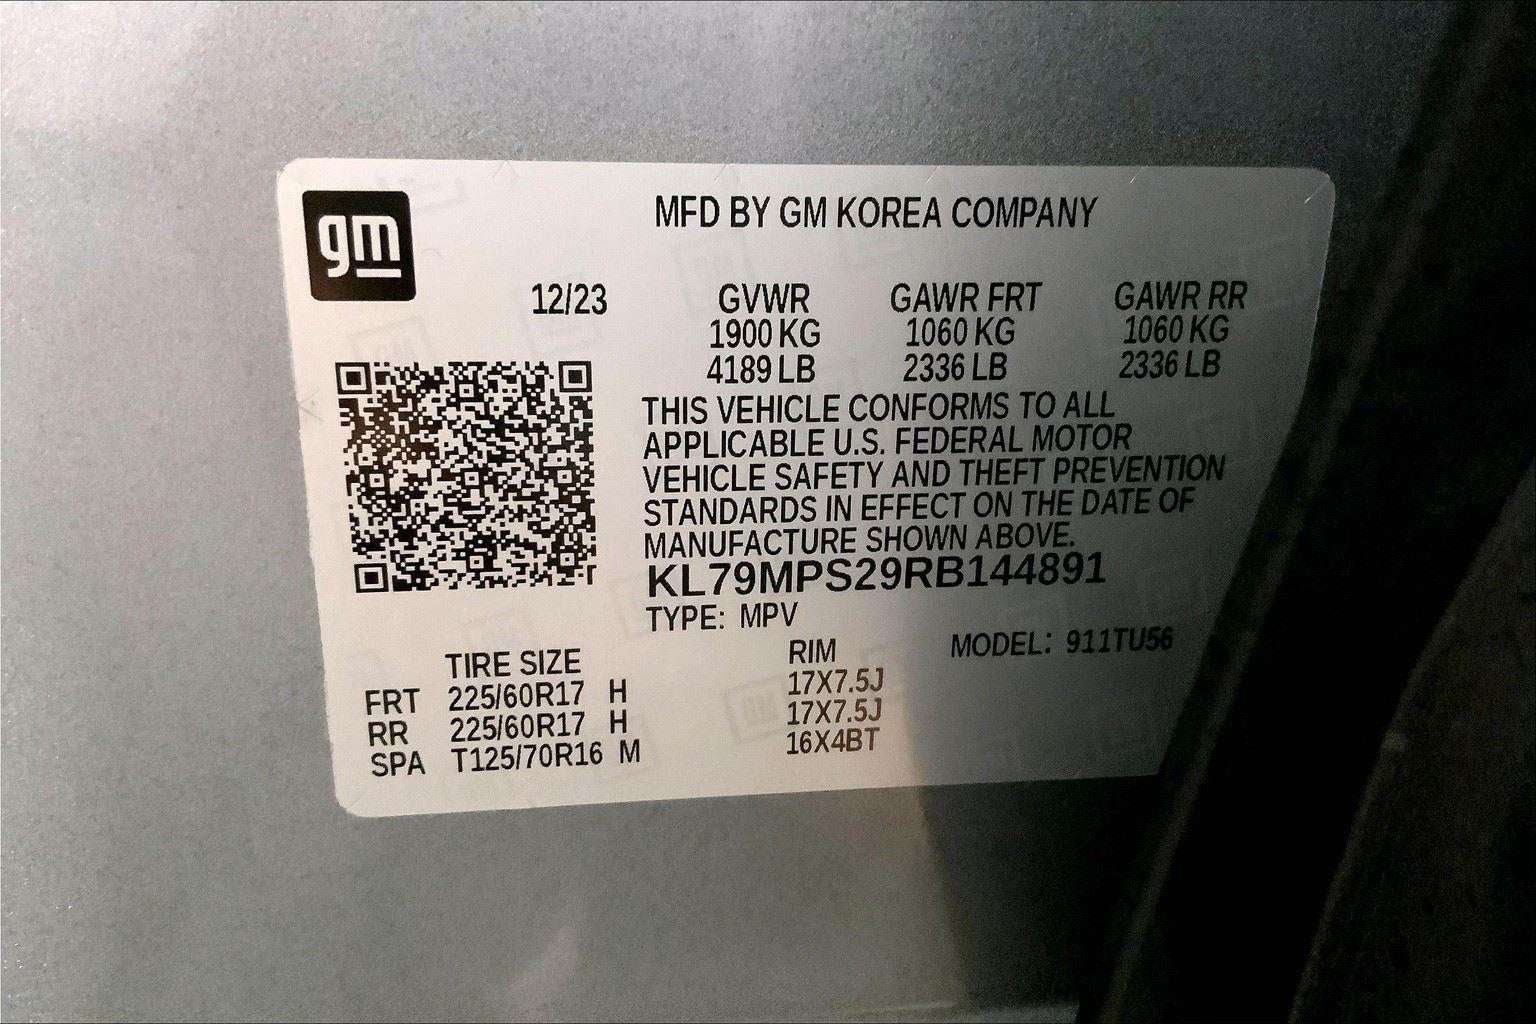 gm
MFD BY GM KOREA COMPANY
12/23 GVWR GAWR FRT GAWR RR
1900 KG 1060 KG 1060 KG
4189 LB 2336 LB 2336 LB
THIS VEHICLE CONFORMS TO ALL
APPLICABLE U.S. FEDERAL MOTOR
VEHICLE SAFETY AND THEFT PREVENTION
STANDARDS IN EFFECT ON THE DATE OF
MANUFACTURE SHOWN ABOVE.
KL79MPS29RB144891
TYPE: MPV MODEL: 911TU56
TIRE SIZE RIM
FRT 225/60R17 H 17X7.5J
RR 225/60R17 H 17X7.5J
SPA T125/70R16 M 16X4BT